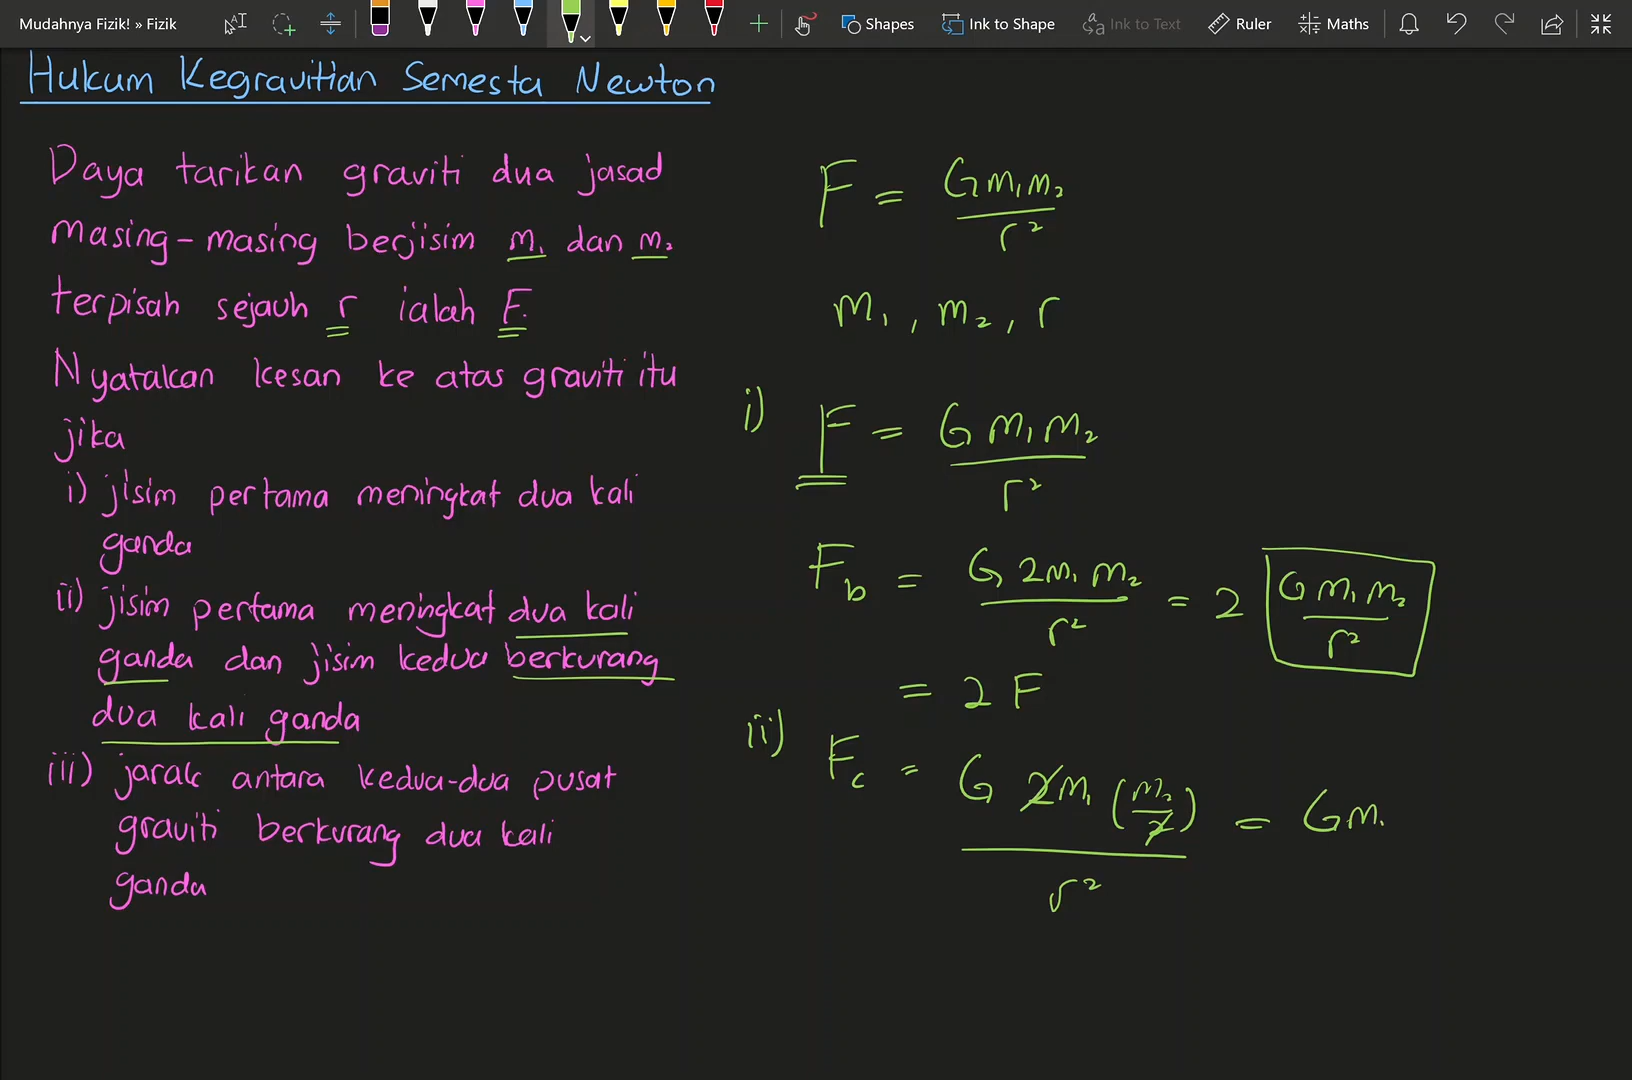 Mudahnya Fizik! » Fizik
Shapes
Ink to Shape
Ink to Text
Ruler
Maths
Hukum Kegravitian Semesta Newton
Daya tarikan graviti dua jasad
masing-masing berjisim m₁ dan m₂
terpisah sejauh r ialah F.
Nyatakan kesan ke atas graviti itu
jika
i) jisim pertama meningkat dua kali
ganda
ii) jisim pertama meningkat dua kali
ganda dan jisim kedua berkurang
dua kali ganda
iii) jarak antara kedua-dua pusat
graviti berkurang dua kali
ganda
F = Gm₁m₂ / r²
m₁, m₂, r
i) F = Gm₁m₂ / r²
F_b = G2m₁m₂ / r² = 2 Gm₁m₂ / r²
= 2F
ii) F_c = G2m₁(m₂/2) / r² = Gm₁